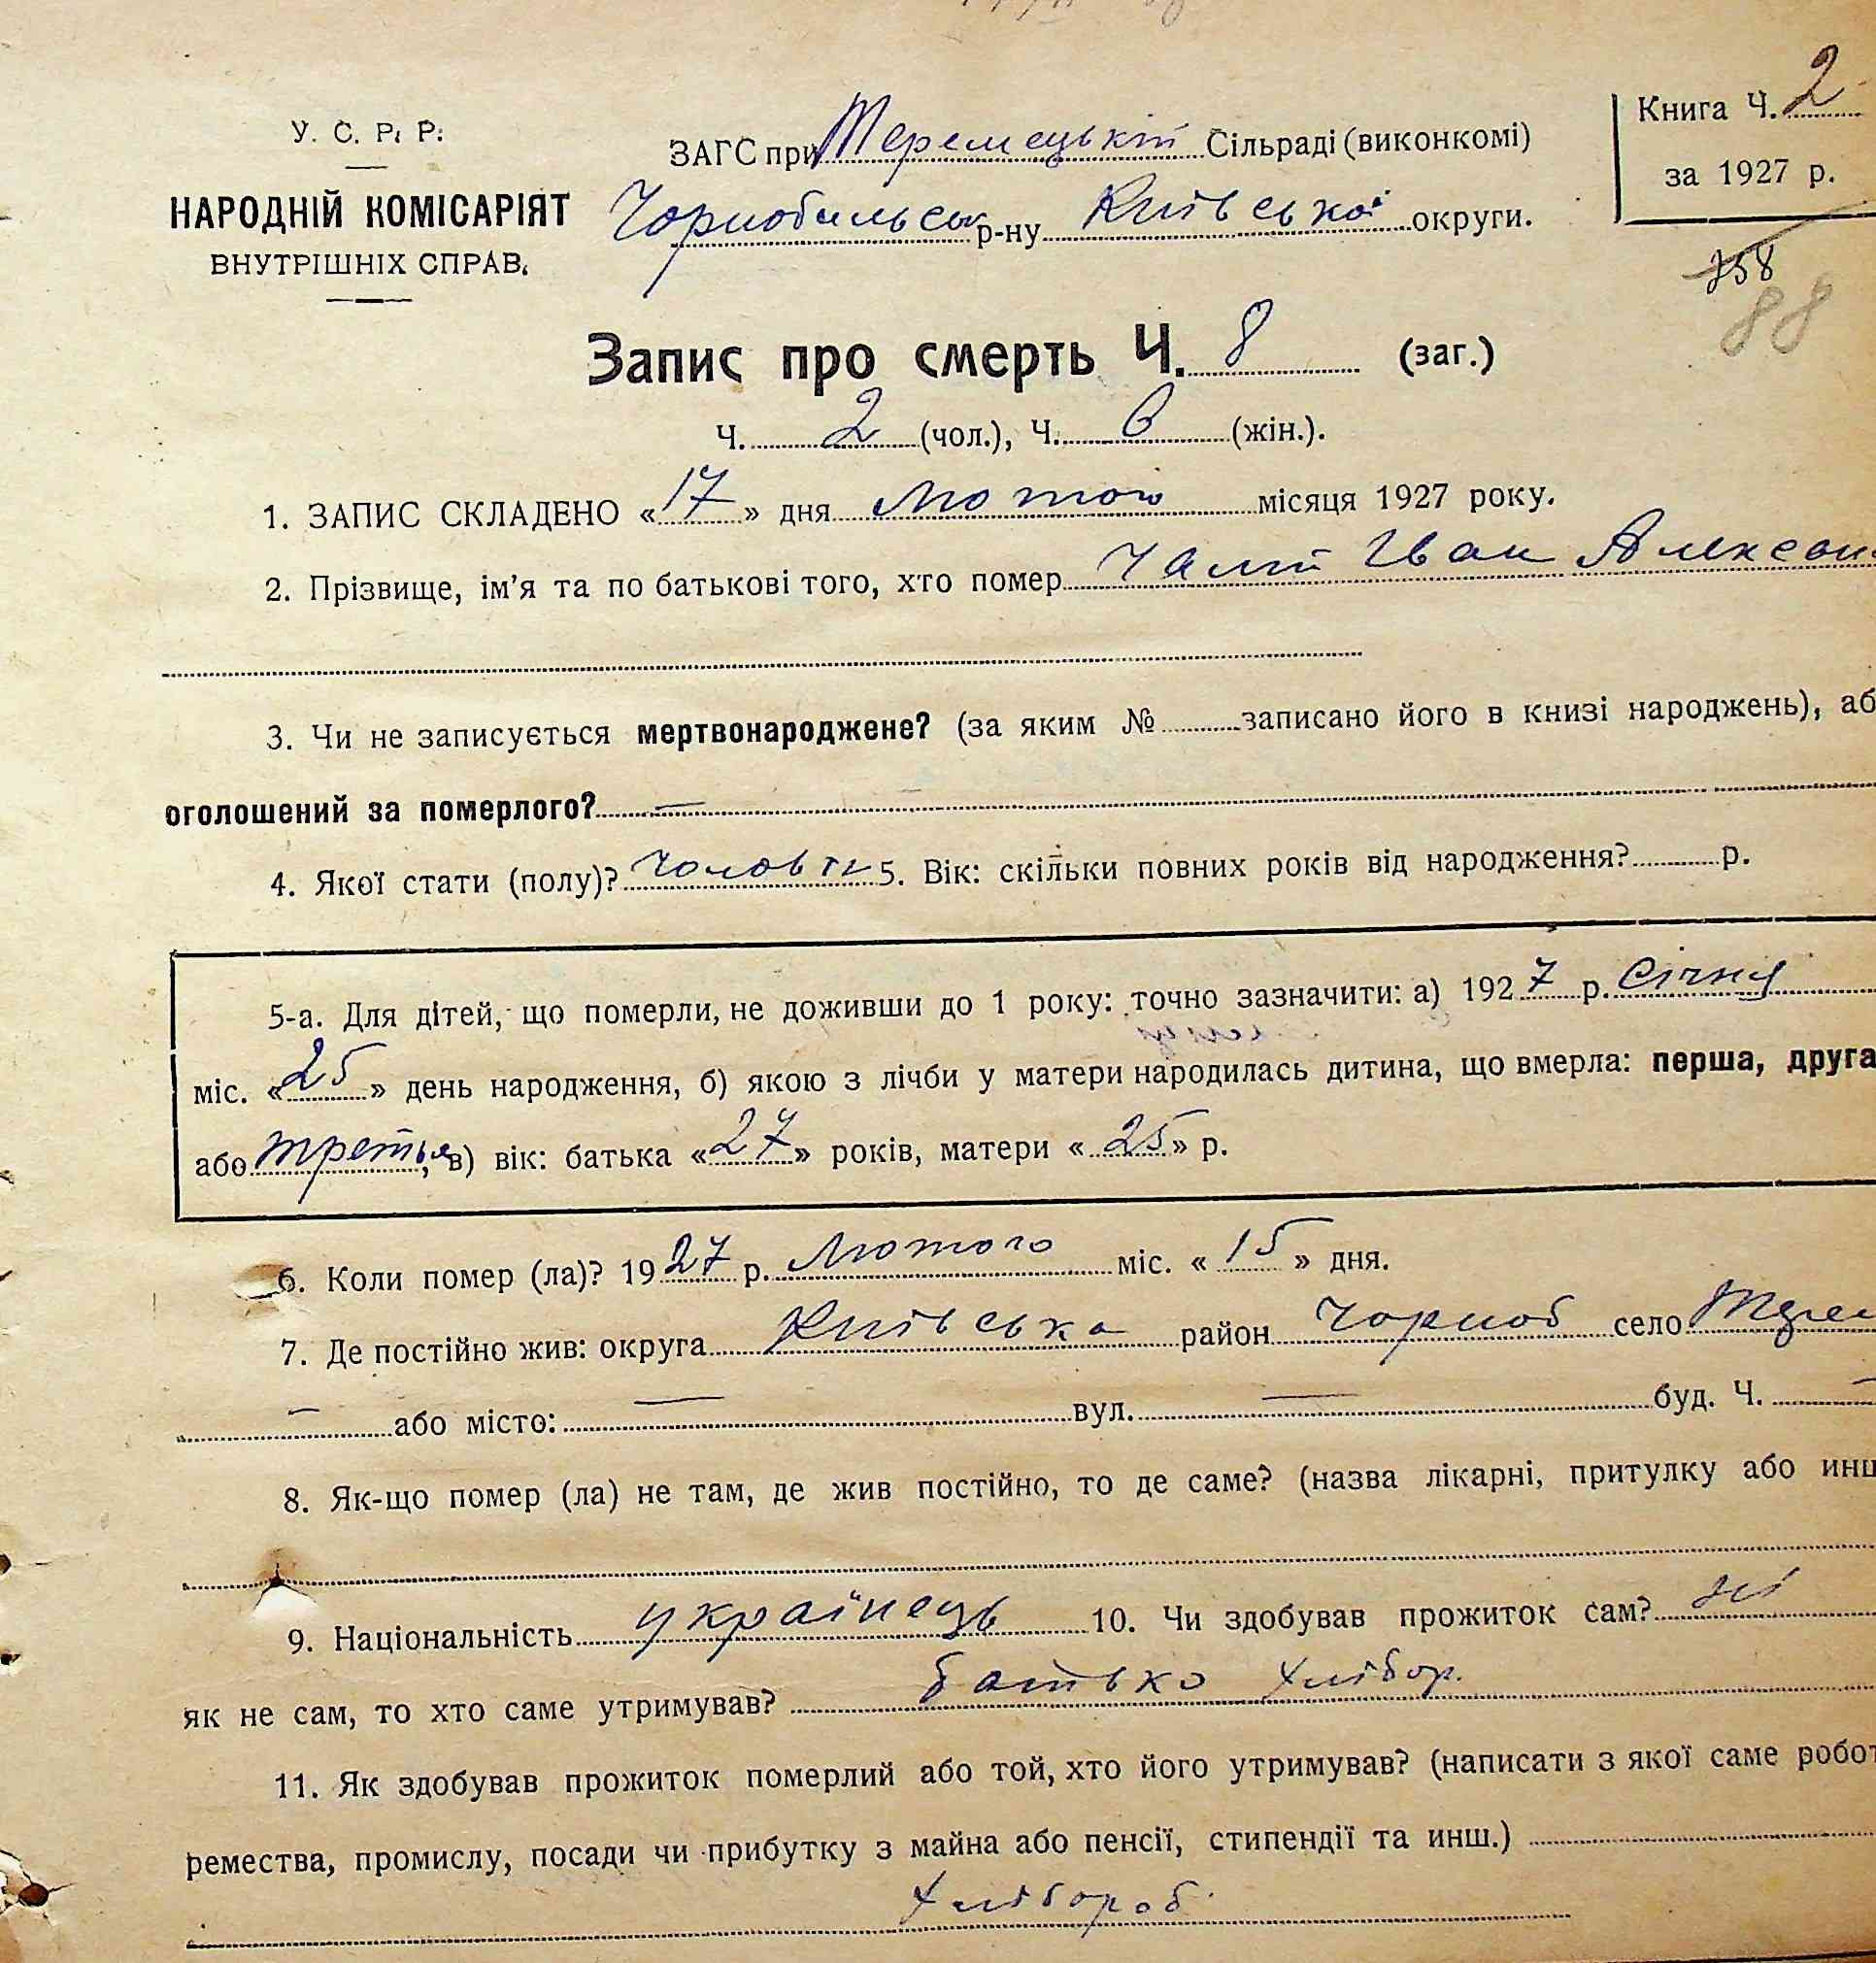 У. С. Р. Р.
НАРОДНІЙ КОМІСАРІЯТ
ВНУТРІШНІХ СПРАВ.
ЗАГС при Теремецькій Сільраді (виконкомі)
Чорнобильськ р-ну Київської округи.
Книга Ч. 2
за 1927 р.
158
88
Запис про смерть Ч. 8 (заг.)
Ч. 2 (чол.), Ч. 6 (жін.).
1. ЗАПИС СКЛАДЕНО «17» дня Лютого місяця 1927 року.
2. Прізвище, ім'я та по батькові того, хто помер Чалий Іван Алексан
3. Чи не записується мертвонароджене? (за яким № записано його в книзі народжень), аб
оголошений за померлого? —
4. Якої стати (полу)? Чоловік 5. Вік: скільки повних років від народження? р.
5-а. Для дітей, що померли, не доживши до 1 року: точно зазначити: а) 1927 р. Січня
міс. «25» день народження, б) якою з лічби у матери народилась дитина, що вмерла: перша, друга
або третья, в) вік: батька «27» років, матери «25» р.
6. Коли помер (ла)? 1927 р. Лютого міс. «15» дня.
7. Де постійно жив: округа Київська район Чорноб село
— або місто: — вул. — буд. Ч. —
8. Як-що помер (ла) не там, де жив постійно, то де саме? (назва лікарні, притулку або инш
9. Національність українець 10. Чи здобував прожиток сам? ні
як не сам, то хто саме утримував? батько хлібор.
11. Як здобував прожиток померлий або той, хто його утримував? (написати з якої саме робот
ремества, промислу, посади чи прибутку з майна або пенсії, стипендії та инш.)
Хлібороб